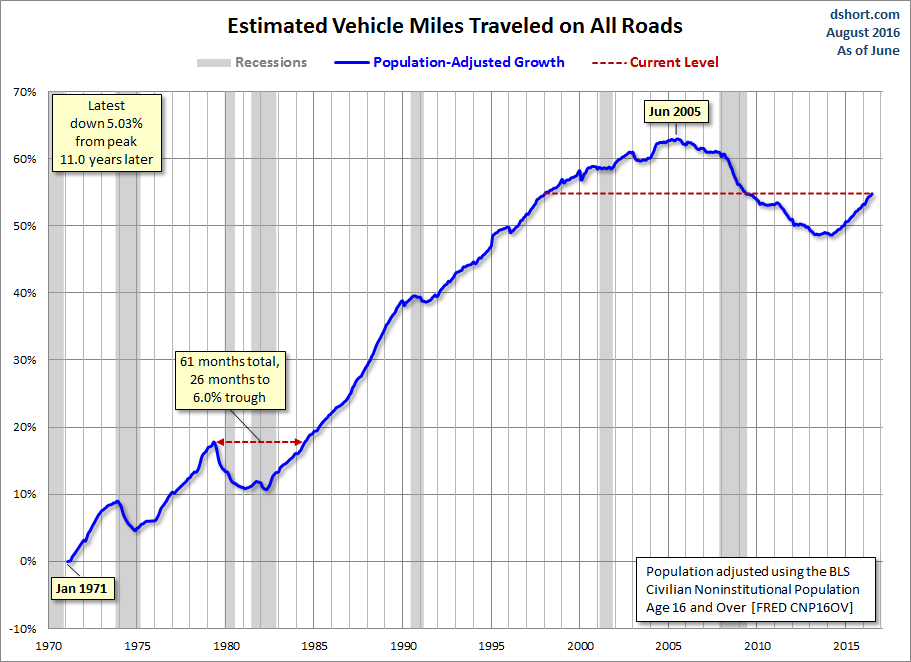 Estimated Vehicle Miles Traveled on All Roads
dshort.com
August 2016
As of June
Recessions
Population-Adjusted Growth
Current Level
70%
60%
50%
40%
30%
20%
10%
0%
-10%
Latest
down 5.03%
from peak
11.0 years later
Jun 2005
61 months total,
26 months to
6.0% trough
Jan 1971
Population adjusted using the BLS
Civilian Noninstitutional Population
Age 16 and Over [FRED CNP16OV]
1970 1975 1980 1985 1990 1995 2000 2005 2010 2015